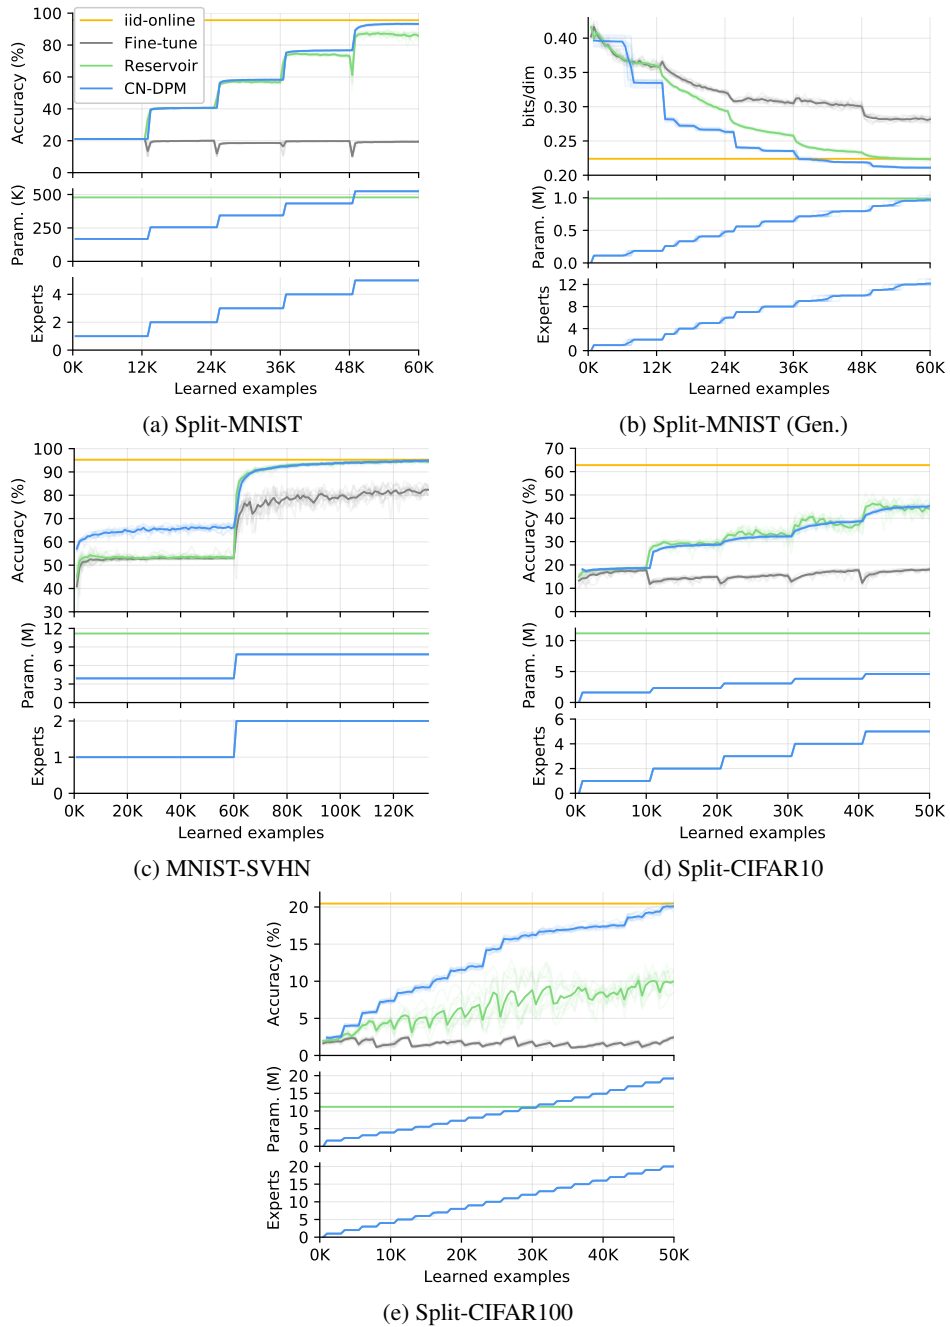 iid-online
Fine-tune
Reservoir
CN-DPM
Accuracy (%)
100
80
60
40
20
0
Param. (K)
500
250
0
Experts
4
2
0
0K 12K 24K 36K 48K 60K
Learned examples
(a) Split-MNIST
bits/dim
0.40
0.35
0.30
0.25
0.20
Param. (M)
1.0
0.5
0.0
Experts
12
8
4
0
0K 12K 24K 36K 48K 60K
Learned examples
(b) Split-MNIST (Gen.)
Accuracy (%)
100
90
80
70
60
50
40
30
Param. (M)
12
9
6
3
0
Experts
2
1
0
0K 20K 40K 60K 80K 100K 120K
Learned examples
(c) MNIST-SVHN
Accuracy (%)
70
60
50
40
30
20
10
0
Param. (M)
10
5
0
Experts
6
4
2
0
0K 10K 20K 30K 40K 50K
Learned examples
(d) Split-CIFAR10
Accuracy (%)
20
15
10
5
0
Param. (M)
20
15
10
5
0
Experts
20
15
10
5
0
0K 10K 20K 30K 40K 50K
Learned examples
(e) Split-CIFAR100